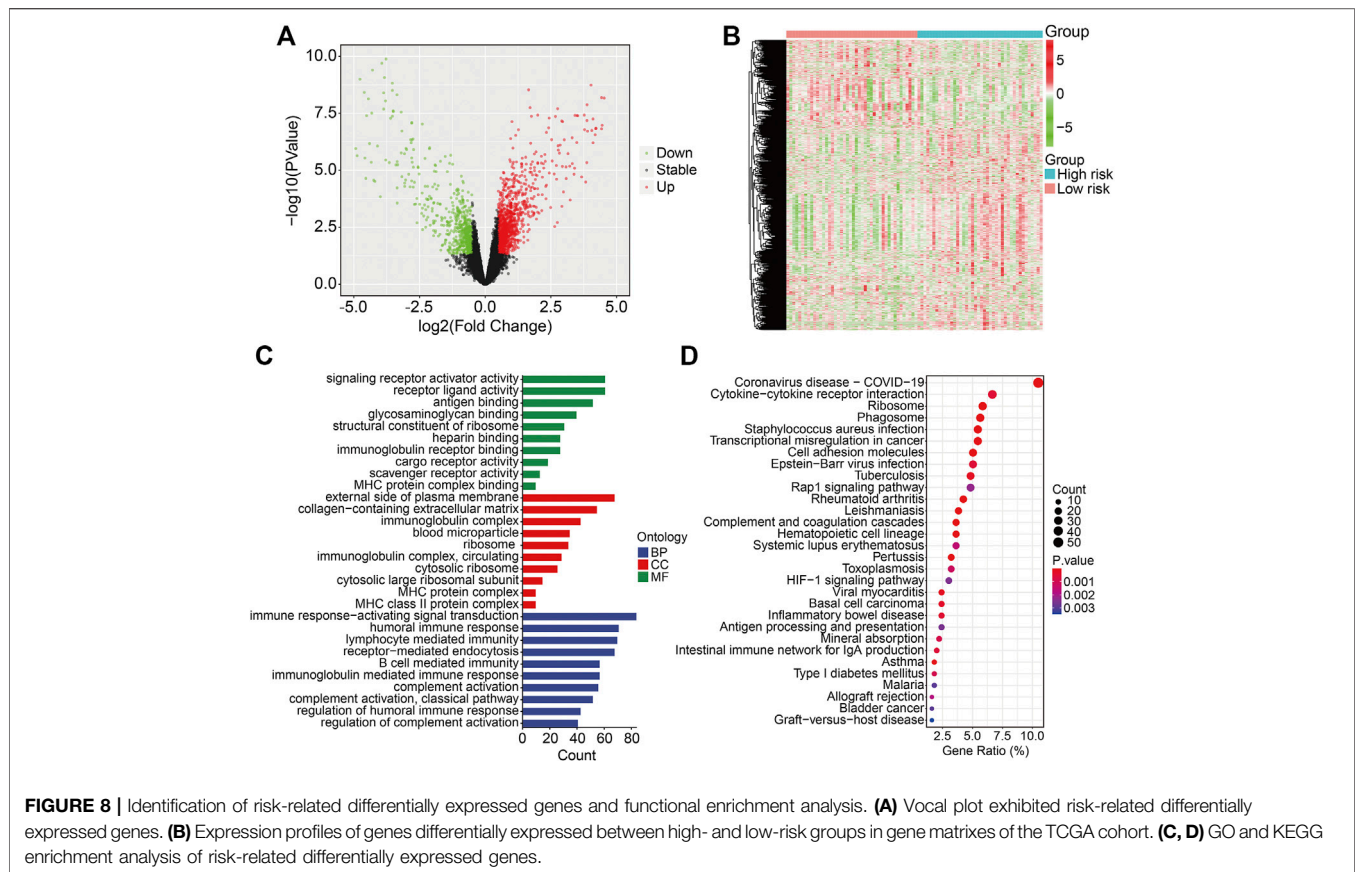 A
10.0
7.5
5.0
2.5
0.0
−log10(PValue)
-5.0
-2.5
0.0
2.5
5.0
log2(Fold Change)
Down
Stable
Up
B
Group
5
0
−5
Group
High risk
Low risk
C
signaling receptor activator activity
receptor ligand activity
antigen binding
glycosaminoglycan binding
structural constituent of ribosome
heparin binding
immunoglobulin receptor binding
cargo receptor activity
scavenger receptor activity
MHC protein complex binding
external side of plasma membrane
collagen−containing extracellular matrix
immunoglobulin complex
blood microparticle
ribosome
immunoglobulin complex, circulating
cytosolic ribosome
cytosolic large ribosomal subunit
MHC protein complex
MHC class II protein complex
immune response−activating signal transduction
humoral immune response
lymphocyte mediated immunity
receptor−mediated endocytosis
B cell mediated immunity
immunoglobulin mediated immune response
complement activation
complement activation, classical pathway
regulation of humoral immune response
regulation of complement activation
0 20 40 60 80
Count
Ontology
BP
CC
MF
D
Coronavirus disease − COVID−19
Cytokine−cytokine receptor interaction
Ribosome
Phagosome
Staphylococcus aureus infection
Transcriptional misregulation in cancer
Cell adhesion molecules
Epstein−Barr virus infection
Tuberculosis
Rap1 signaling pathway
Rheumatoid arthritis
Leishmaniasis
Complement and coagulation cascades
Hematopoietic cell lineage
Systemic lupus erythematosus
Pertussis
Toxoplasmosis
HIF−1 signaling pathway
Viral myocarditis
Basal cell carcinoma
Inflammatory bowel disease
Antigen processing and presentation
Mineral absorption
Intestinal immune network for IgA production
Asthma
Type I diabetes mellitus
Malaria
Allograft rejection
Bladder cancer
Graft−versus−host disease
2.5 5.0 7.5 10.0
Gene Ratio (%)
Count
10
20
30
40
50
P.value
0.001
0.002
0.003
FIGURE 8 | Identification of risk-related differentially expressed genes and functional enrichment analysis. (A) Vocal plot exhibited risk-related differentially
expressed genes. (B) Expression profiles of genes differentially expressed between high- and low-risk groups in gene matrixes of the TCGA cohort. (C, D) GO and KEGG
enrichment analysis of risk-related differentially expressed genes.